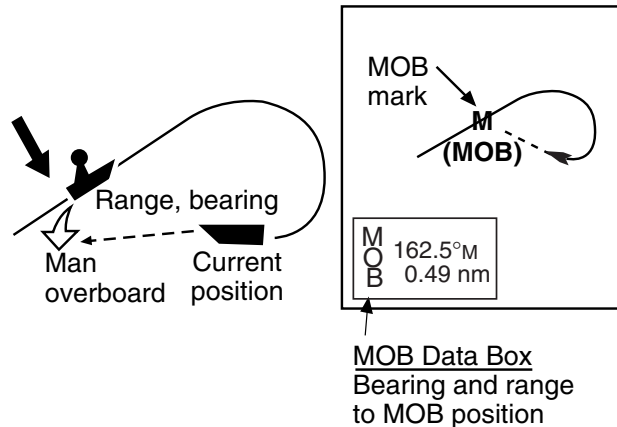 Range, bearing
Man
overboard
Current
position
MOB
mark
M
(MOB)
M
O
B
162.5°M
0.49 nm
MOB Data Box
Bearing and range
to MOB position